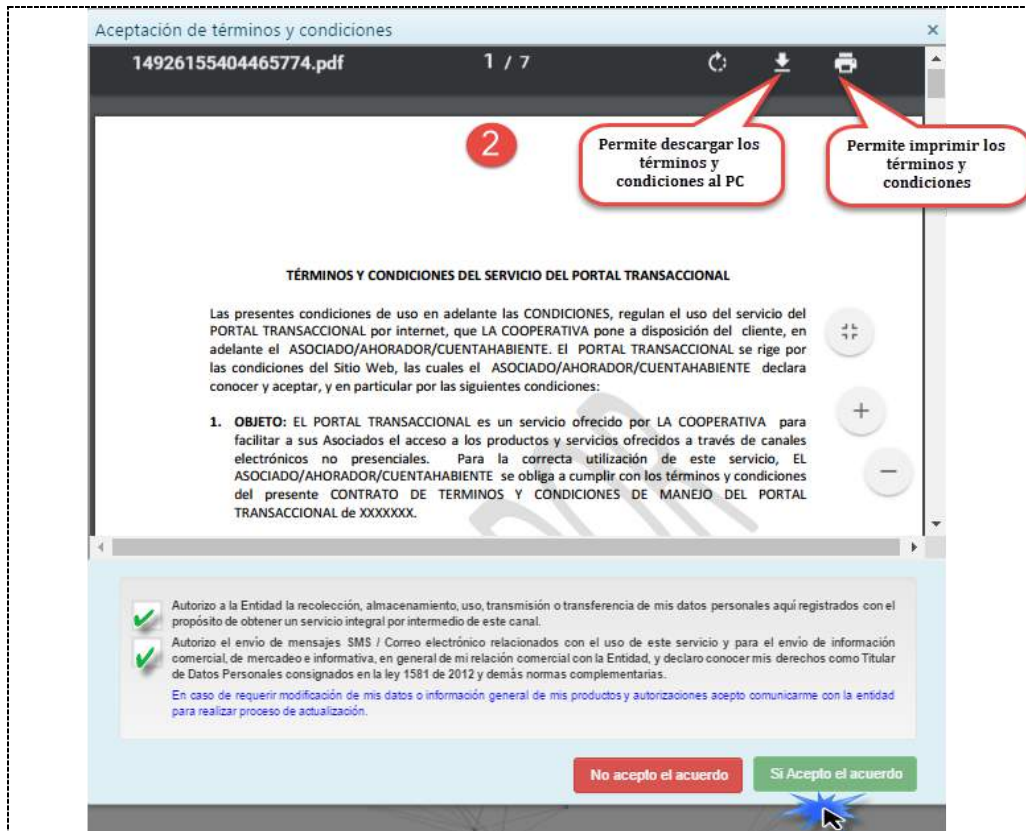 Aceptación de términos y condiciones
14926155404465774.pdf 1 / 7
2
Permite descargar los
términos y
condiciones al PC
Permite imprimir los
términos y
condiciones
TÉRMINOS Y CONDICIONES DEL SERVICIO DEL PORTAL TRANSACCIONAL
Las presentes condiciones de uso en adelante las CONDICIONES, regulan el uso del servicio del
PORTAL TRANSACCIONAL por internet, que LA COOPERATIVA pone a disposición del cliente, en
adelante el ASOCIADO/AHORADOR/CUENTAHABIENTE. El PORTAL TRANSACCIONAL se rige por
las condiciones del Sitio Web, las cuales el ASOCIADO/AHORADOR/CUENTAHABIENTE declara
conocer y aceptar, y en particular por las siguientes condiciones:
1. OBJETO: EL PORTAL TRANSACCIONAL es un servicio ofrecido por LA COOPERATIVA para
facilitar a sus Asociados el acceso a los productos y servicios ofrecidos a través de canales
electrónicos no presenciales. Para la correcta utilización de este servicio, EL
ASOCIADO/AHORADOR/CUENTAHABIENTE se obliga a cumplir con los términos y condiciones
del presente CONTRATO DE TERMINOS Y CONDICIONES DE MANEJO DEL PORTAL
TRANSACCIONAL de XXXXXXX.
Autorizo a la Entidad la recolección, almacenamiento, uso, transmisión o transferencia de mis datos personales aquí registrados con el
propósito de obtener un servicio integral por intermedio de este canal.
Autorizo el envío de mensajes SMS / Correo electrónico relacionados con el uso de este servicio y para el envío de información
comercial, de mercadeo e informativa, en general de mi relación comercial con la Entidad, y declaro conocer mis derechos como Titular
de Datos Personales consignados en la ley 1581 de 2012 y demás normas complementarias.
En caso de requerir modificación de mis datos o información general de mis productos y autorizaciones acepto comunicarme con la entidad
para realizar proceso de actualización.
No acepto el acuerdo
Si Acepto el acuerdo